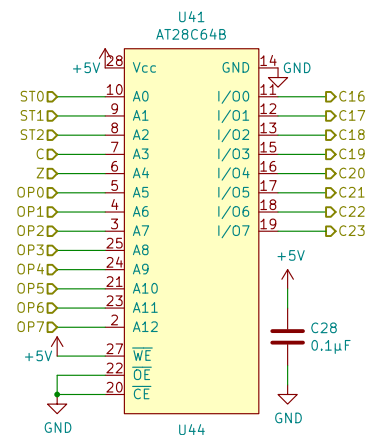 U41
AT28C64B
+5V 28 Vcc GND 14 GND
ST0 10 A0 I/O0 11 C16
ST1 9 A1 I/O1 12 C17
ST2 8 A2 I/O2 13 C18
C 7 A3 I/O3 15 C19
Z 6 A4 I/O4 16 C20
OP0 5 A5 I/O5 17 C21
OP1 4 A6 I/O6 18 C22
OP2 3 A7 I/O7 19 C23
OP3 25 A8
OP4 24 A9
+5V
OP5 21 A10
OP6 23 A11
OP7 2 A12
C28
0.1µF
+5V 27 WE
22 OE
20 CE
GND
GND
U44